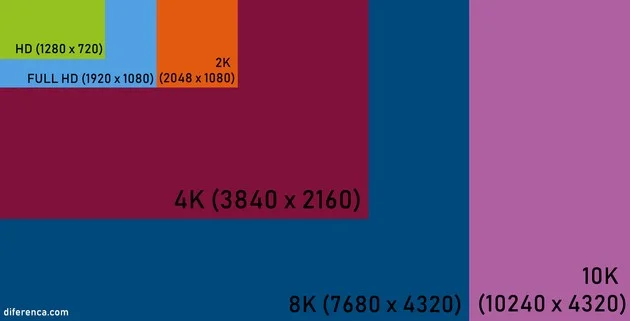 HD (1280 x 720)
FULL HD (1920 x 1080)
2K
(2048 x 1080)
4K (3840 x 2160)
8K (7680 x 4320)
10K
(10240 x 4320)
diferenca.com